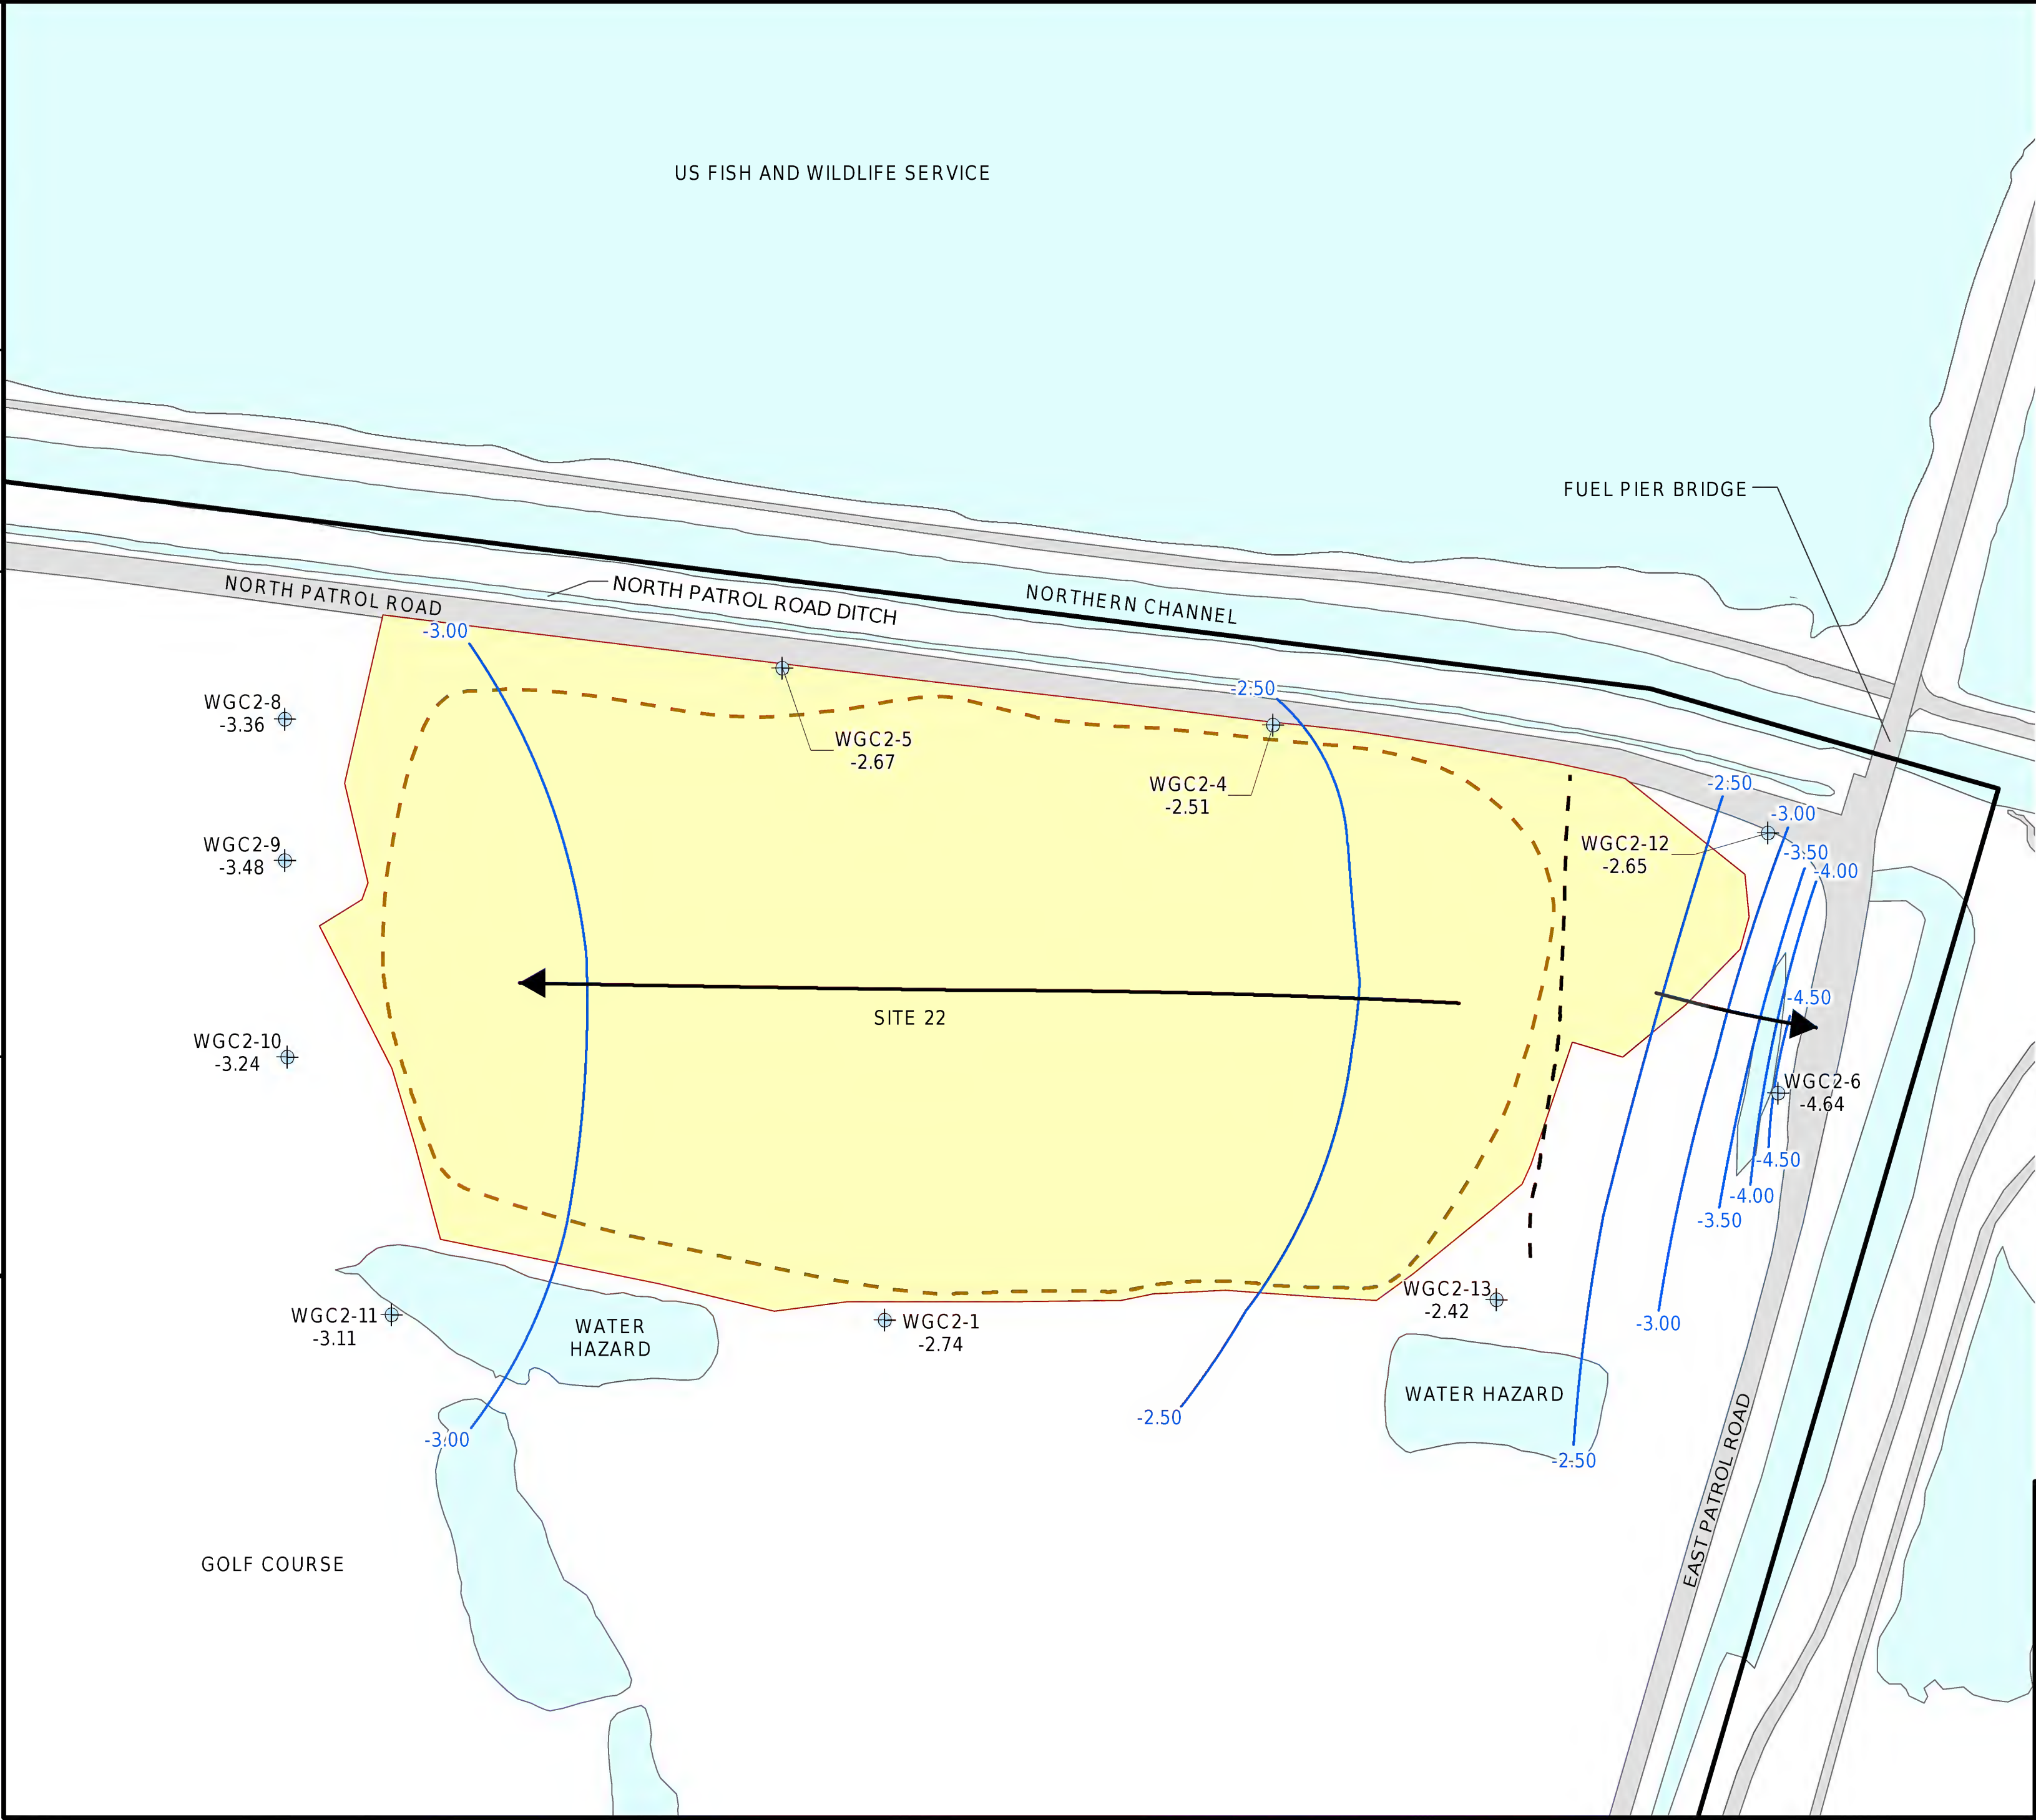 US FISH AND WILDLIFE SERVICE
FUEL PIER BRIDGE
NORTH PATROL ROAD
NORTH PATROL ROAD DITCH
NORTHERN CHANNEL
-3.00
-2.50
WGC2-8
-3.36
WGC2-5
-2.67
WGC2-4
-2.51
-2.50
-3.00
WGC2-12
-2.65
-3.50
-4.00
WGC2-9
-3.48
-4.50
SITE 22
WGC2-10
-3.24
WGC2-6
-4.64
-4.50
-4.00
-3.50
WGC2-13
-2.42
WGC2-11
-3.11
WATER
HAZARD
WGC2-1
-2.74
-3.00
WATER HAZARD
-2.50
-3.00
-2.50
EAST PATROL ROAD
GOLF COURSE